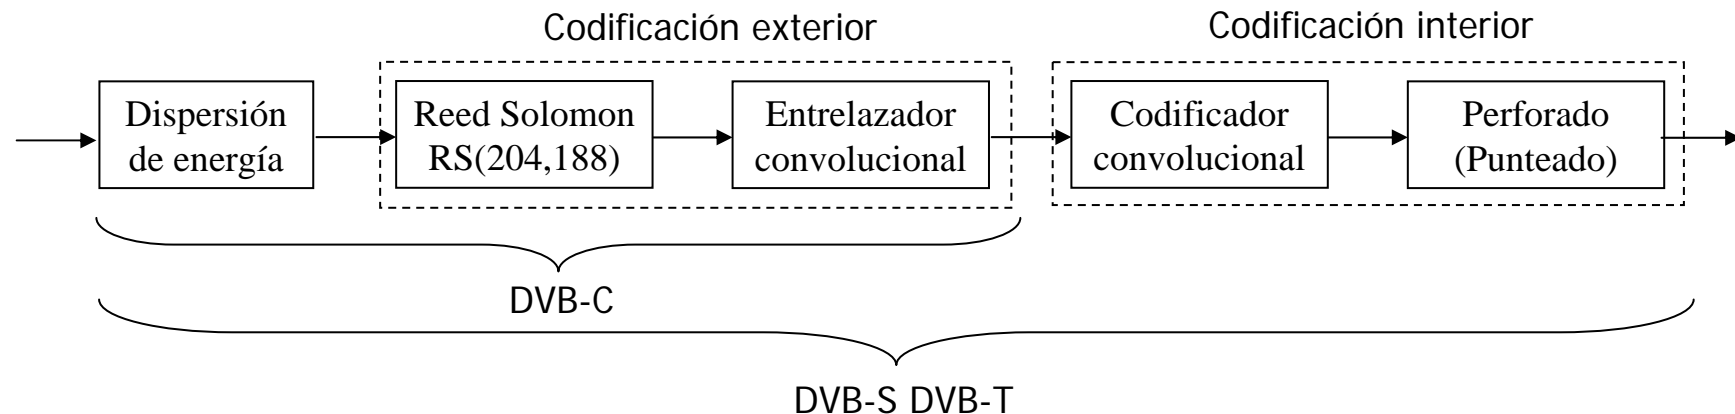 Codificación exterior
Codificación interior
Dispersión
de energía
Reed Solomon
RS(204,188)
Entrelazador
convolucional
Codificador
convolucional
Perforado
(Punteado)
DVB-C
DVB-S DVB-T